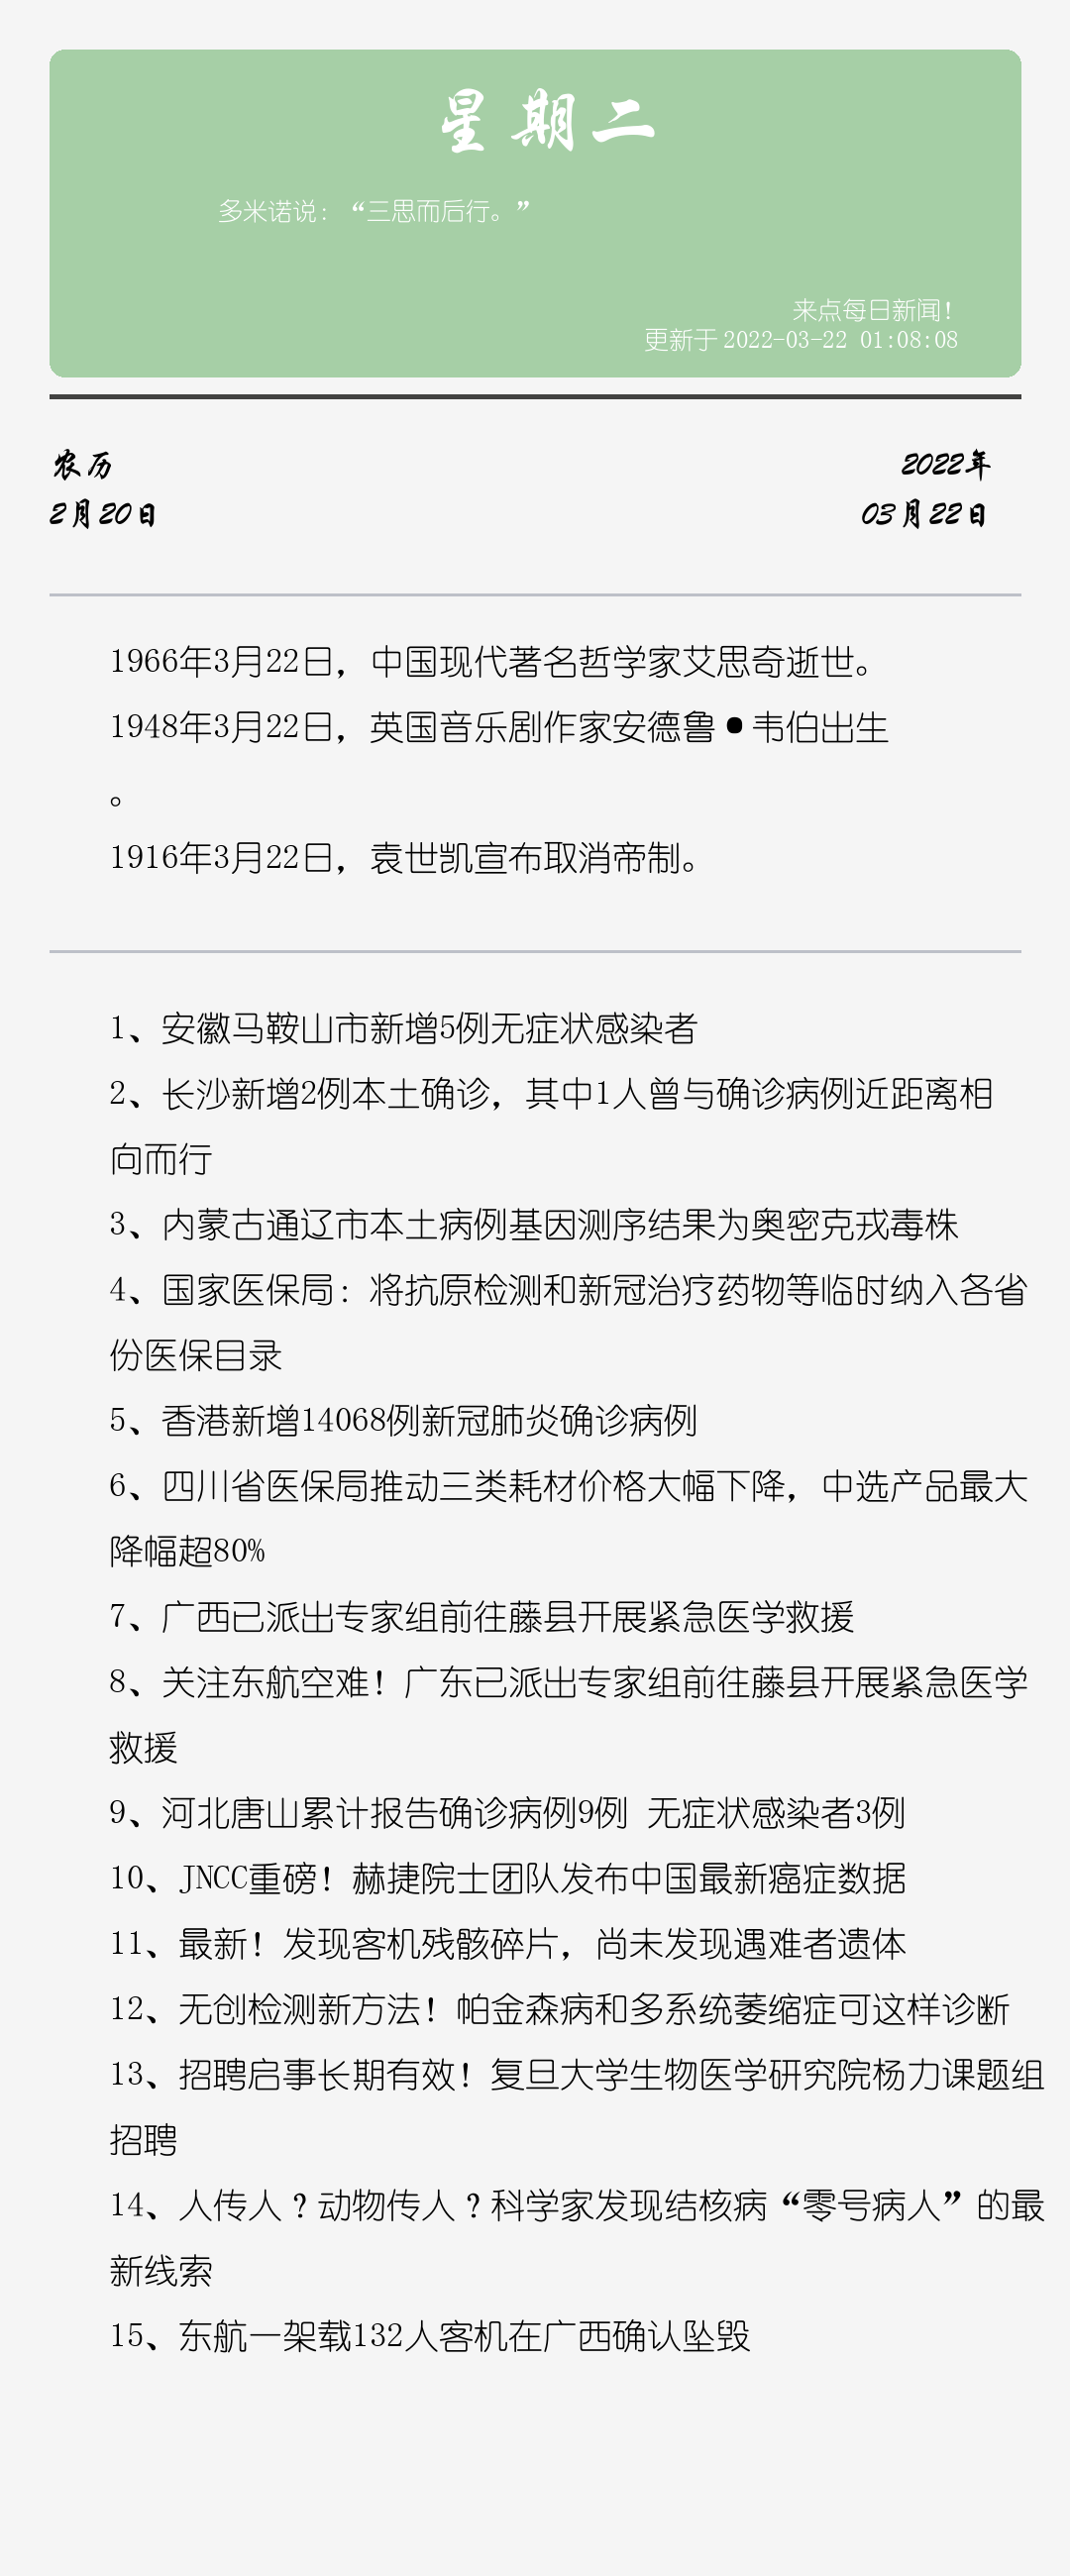 星期二
多米诺说：“三思而后行。”
来点每日新闻！
更新于 2022-03-22 01:08:08
农历
2022年
2月20日
03月22日
1966年3月22日，中国现代著名哲学家艾思奇逝世。
1948年3月22日，英国音乐剧作家安德鲁•韦伯出生
。
1916年3月22日，袁世凯宣布取消帝制。
1、安徽马鞍山市新增5例无症状感染者
2、长沙新增2例本土确诊，其中1人曾与确诊病例近距离相
向而行
3、内蒙古通辽市本土病例基因测序结果为奥密克戎毒株
4、国家医保局：将抗原检测和新冠治疗药物等临时纳入各省
份医保目录
5、香港新增14068例新冠肺炎确诊病例
6、四川省医保局推动三类耗材价格大幅下降，中选产品最大
降幅超80%
7、广西已派出专家组前往藤县开展紧急医学救援
8、关注东航空难！广东已派出专家组前往藤县开展紧急医学
救援
9、河北唐山累计报告确诊病例9例 无症状感染者3例
10、JNCC重磅！赫捷院士团队发布中国最新癌症数据
11、最新！发现客机残骸碎片，尚未发现遇难者遗体
12、无创检测新方法！帕金森病和多系统萎缩症可这样诊断
13、招聘启事长期有效！复旦大学生物医学研究院杨力课题组
招聘
14、人传人？动物传人？科学家发现结核病“零号病人”的最
新线索
15、东航一架载132人客机在广西确认坠毁